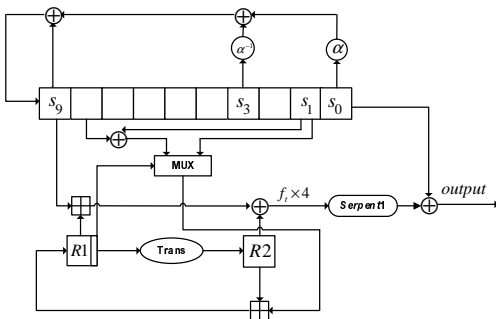 α⁻¹
α
s₉
s₃
s₁
s₀
MUX
fₜ×4
Serpent1
output
R1
Trans
R2